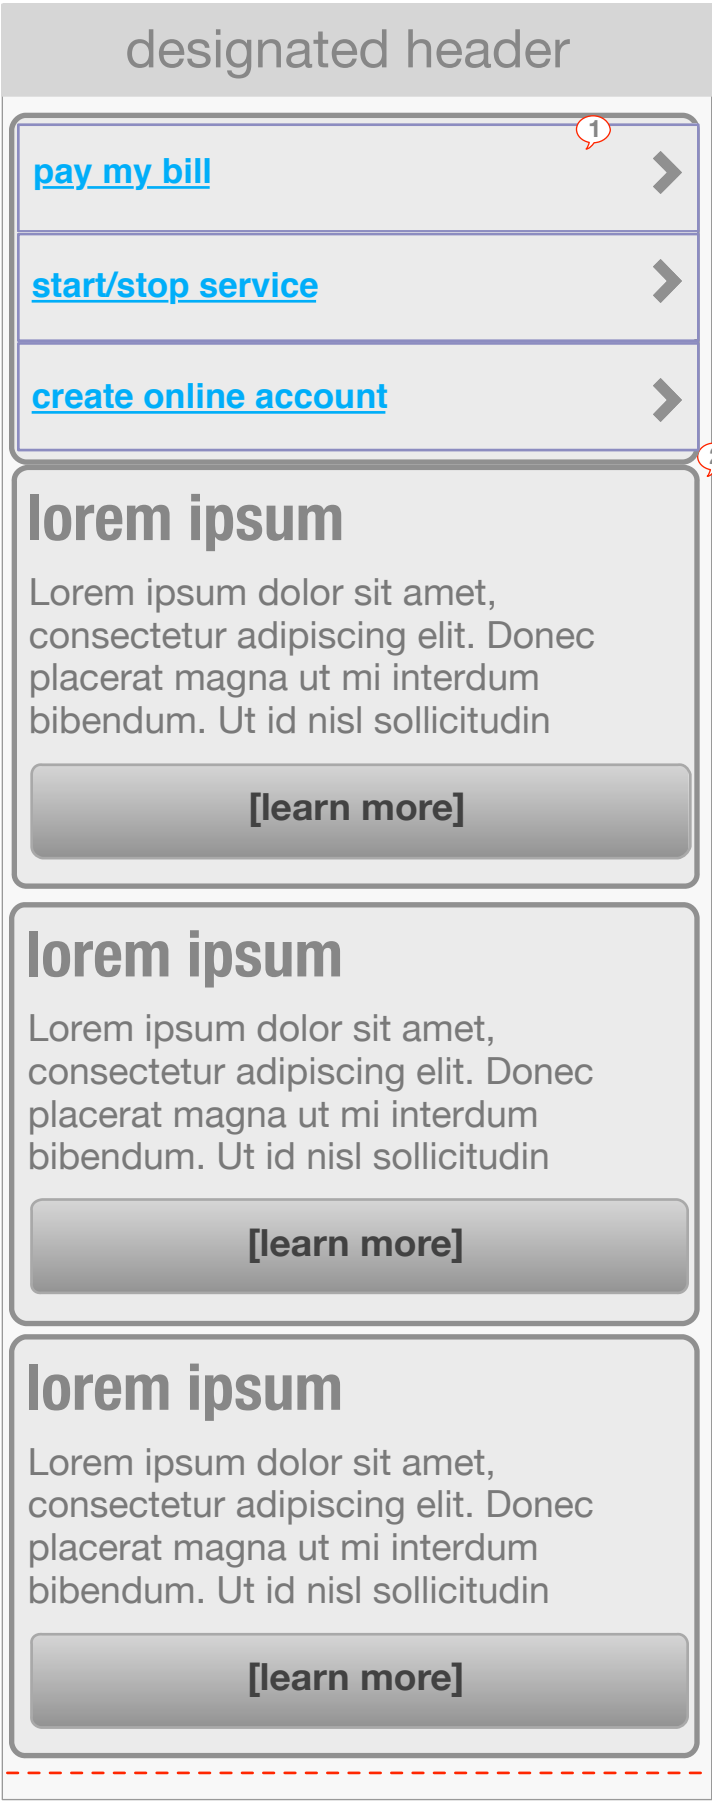 designated header
1
pay my bill
start/stop service
create online account
lorem ipsum
Lorem ipsum dolor sit amet,
consectetur adipiscing elit. Donec
placerat magna ut mi interdum
bibendum. Ut id nisl sollicitudin
[learn more]
lorem ipsum
Lorem ipsum dolor sit amet,
consectetur adipiscing elit. Donec
placerat magna ut mi interdum
bibendum. Ut id nisl sollicitudin
[learn more]
lorem ipsum
Lorem ipsum dolor sit amet,
consectetur adipiscing elit. Donec
placerat magna ut mi interdum
bibendum. Ut id nisl sollicitudin
[learn more]